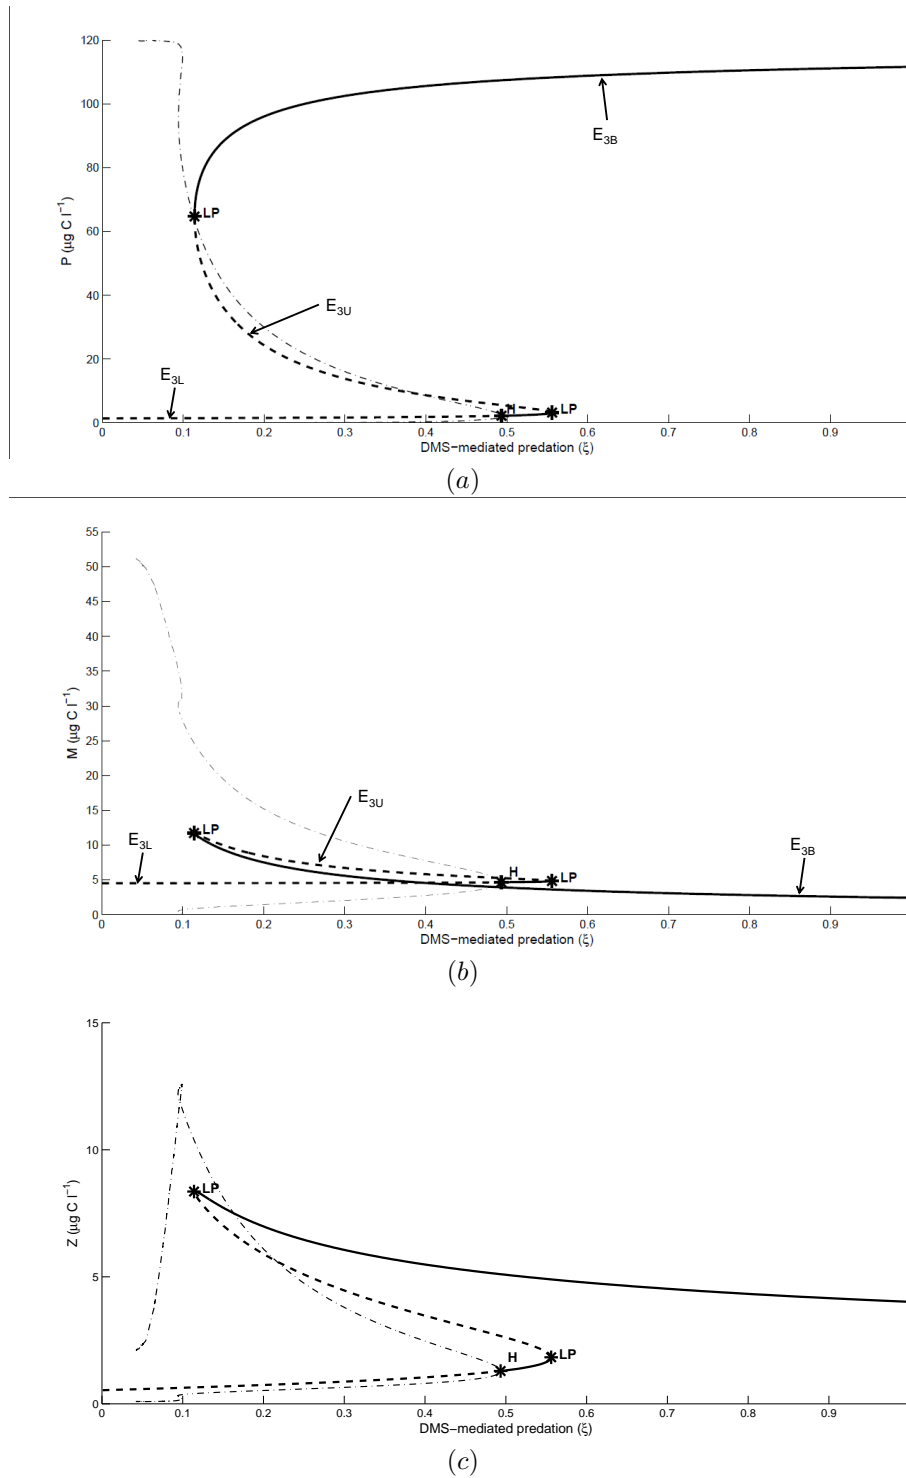 120
100
80
60
40
20
0
P (µg C l⁻¹)
LP
E3B
E3U
E3L
H
LP
0 0.1 0.2 0.3 0.4 0.5 0.6 0.7 0.8 0.9
DMS−mediated predation (ξ)
(a)
55
50
45
40
35
30
25
20
15
10
5
0
M (µg C l⁻¹)
E3U
LP
E3L
H
LP
E3B
0 0.1 0.2 0.3 0.4 0.5 0.6 0.7 0.8 0.9
DMS−mediated predation (ξ)
(b)
15
10
5
0
Z (µg C l⁻¹)
LP
H
LP
0 0.1 0.2 0.3 0.4 0.5 0.6 0.7 0.8 0.9
DMS−mediated predation (ξ)
(c)